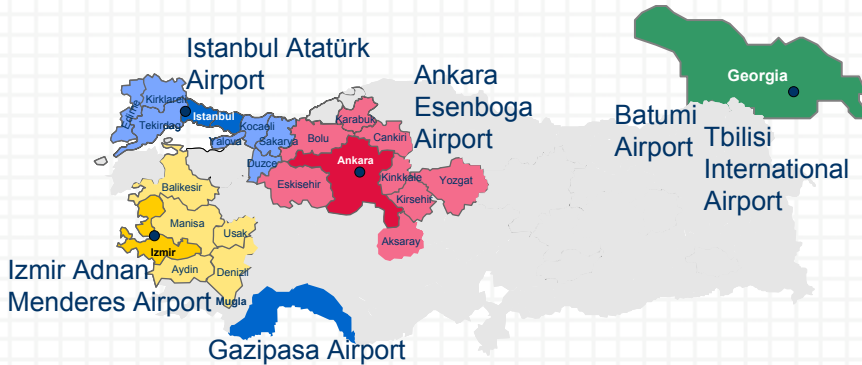 Istanbul Atatürk
Airport
Ankara
Esenboga
Airport
Georgia
Batumi
Airport
Tbilisi
International
Airport
Kirklareli
Edirne
Tekirdag
Istanbul
Yalova
Kocaeli
Sakarya
Duzce
Bolu
Karabuk
Cankiri
Ankara
Kinkkale
Yozgat
Eskisehir
Kirsehir
Aksaray
Balikesir
Manisa
Usak
Izmir
Aydin
Denizli
Mugla
Izmir Adnan
Menderes Airport
Gazipasa Airport